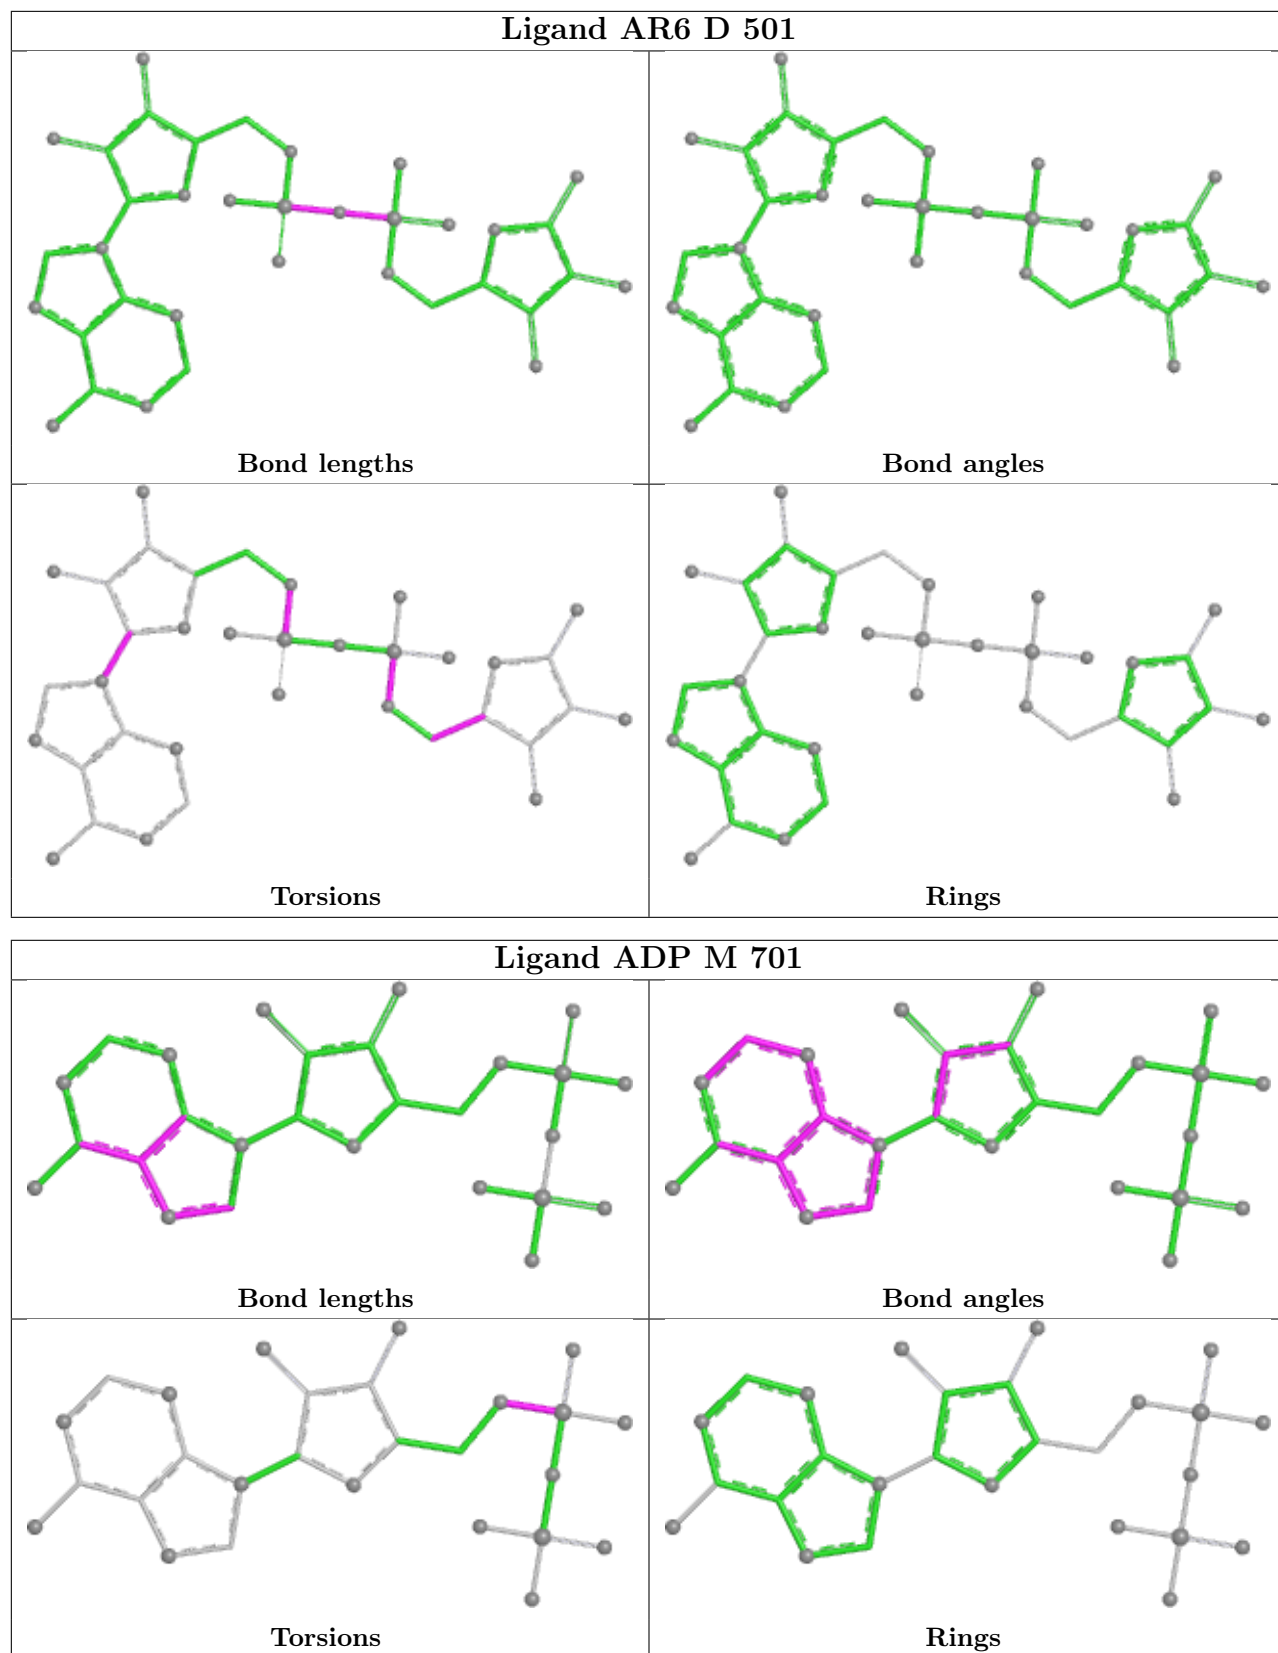 Ligand AR6 D 501
Bond lengths
Bond angles
Torsions
Rings
Ligand ADP M 701
Bond lengths
Bond angles
Torsions
Rings